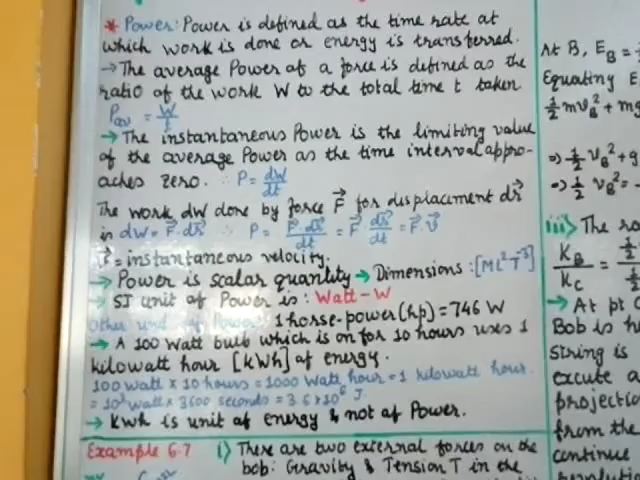 * Power: Power is defined as the time rate at
which work is done or energy is transferred.
→ The average Power of a force is defined as the
ratio of the work W to the total time t taken
Pav = W/t
→ The instantaneous Power is the limiting value
of the average Power as the time interval appro-
aches zero. ∴ P = dW/dt
The work dW done by force F⃗ for displacement dr⃗
is dW = F⃗.dr⃗ ∴ P = F⃗.dr⃗/dt = F⃗.dr⃗/dt = F⃗.v⃗
v⃗ = instantaneous velocity.
→ Power is scalar quantity → Dimensions: [ML²T⁻³]
→ SI unit of Power is: Watt - W
Other unit of Power: 1 horse-power (hp) = 746 W
→ A 100 Watt bulb which is on for 10 hours uses 1
kilowatt hour [kWh] of energy.
100 watt × 10 hours = 1000 Watt hour = 1 kilowatt hour.
= 10³ watt × 3600 seconds = 3.6 × 10⁶ J
→ KWh is unit of energy & not of Power.
Example 6.7 i) There are two external forces on the
bob: Gravity & Tension T in the
At B, EB =
Equating E
½ mvB² + mg
⇒ ½ vB² + g
⇒ ½ vB² =
iii) The ra
KB/KC =
→ At pt C
Bob is h
string is
excute a
projectio
from the
continue